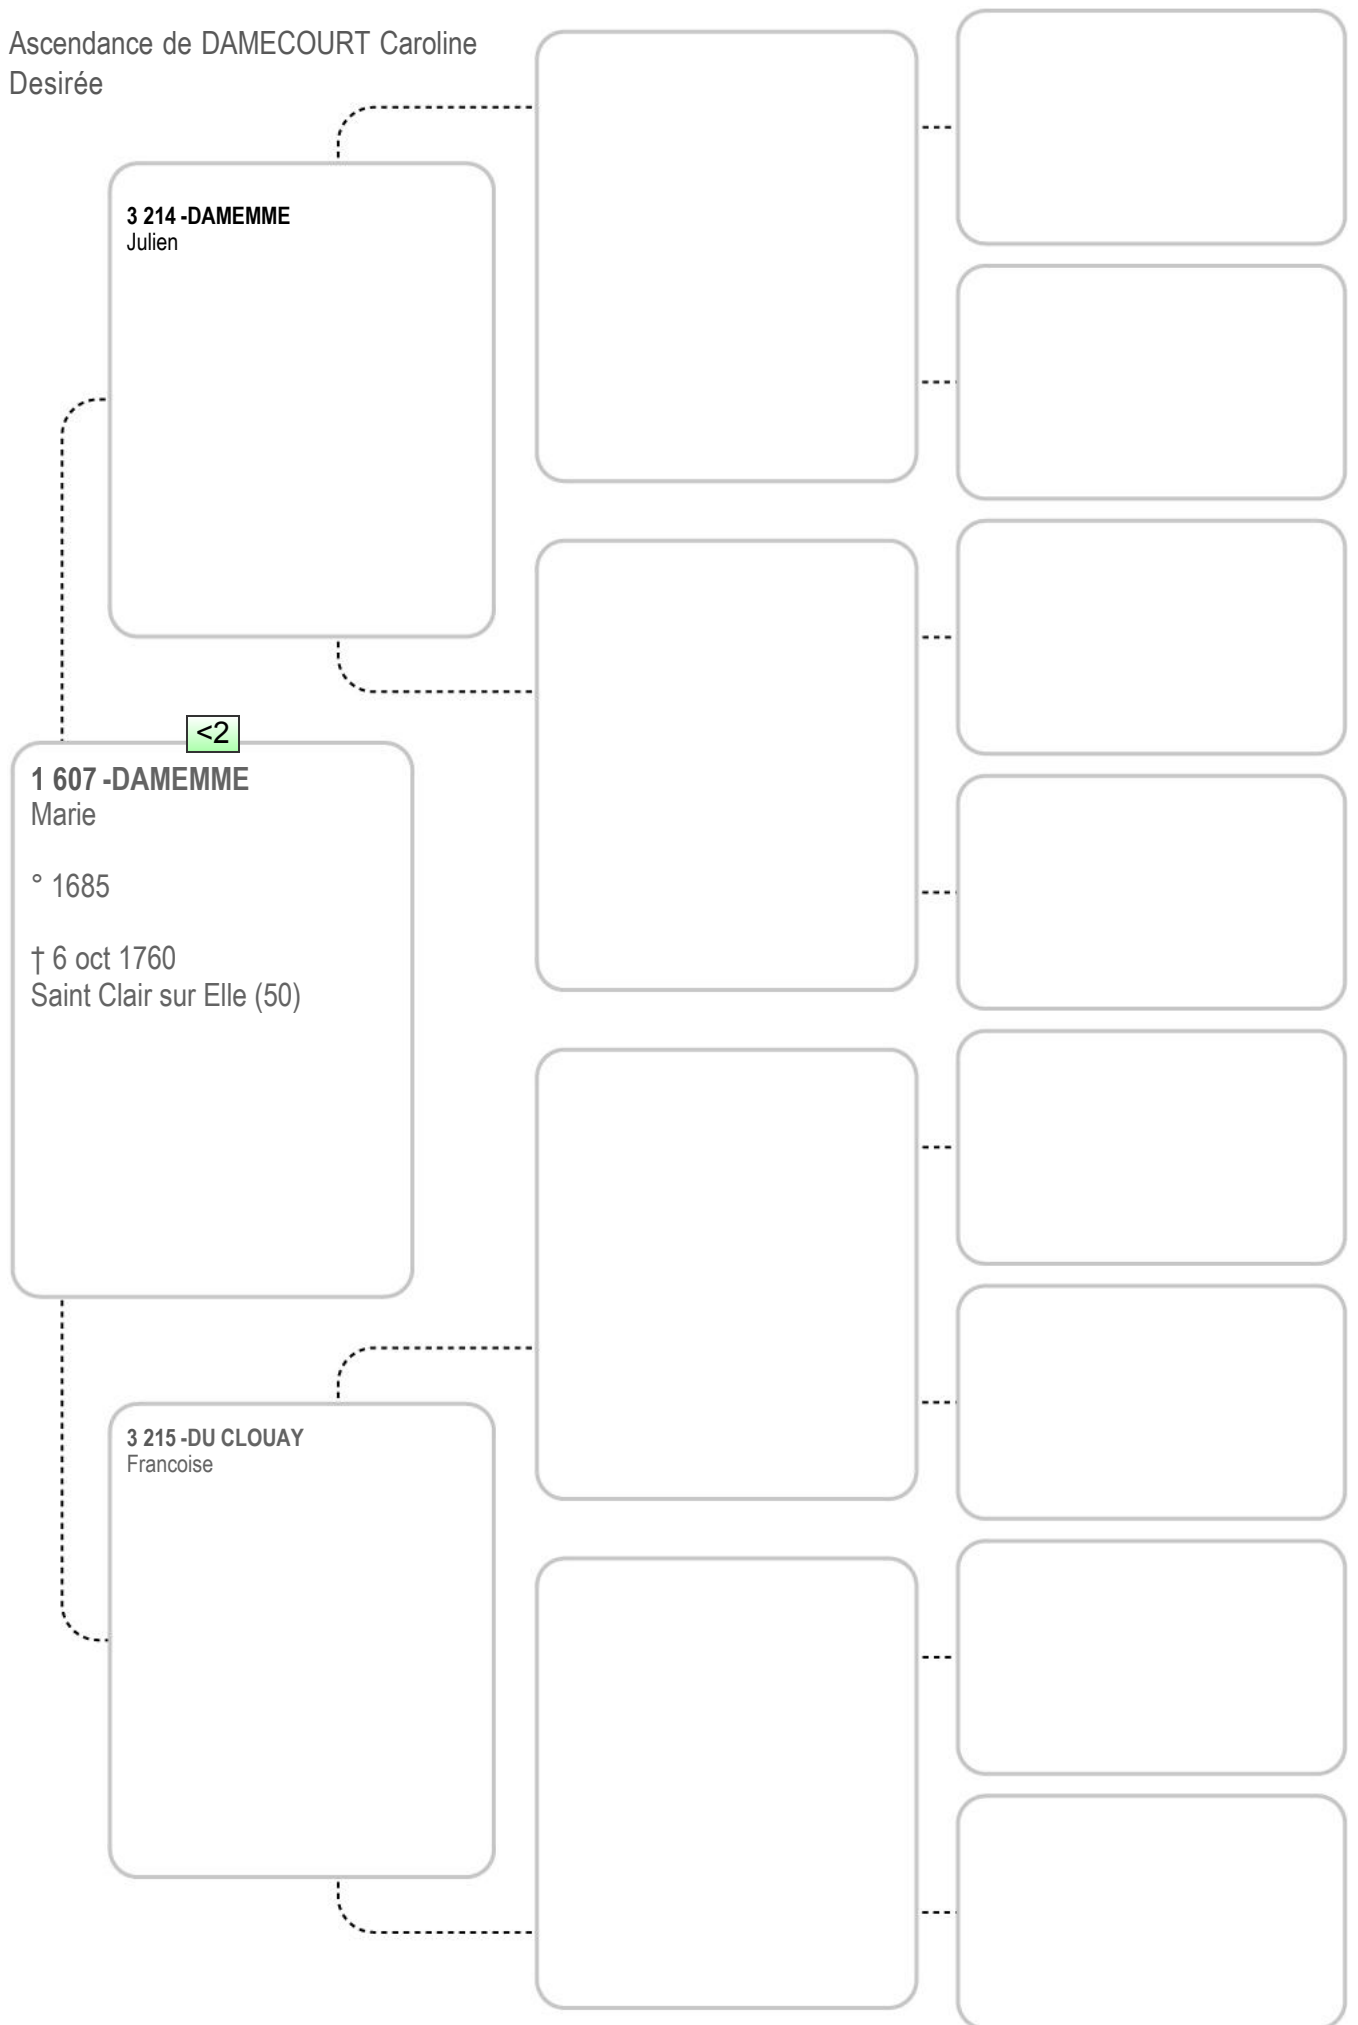 Ascendance de DAMECOURT Caroline
Desirée
3 214 -DAMEMME
Julien
<2
1 607 -DAMEMME
Marie
° 1685
† 6 oct 1760
Saint Clair sur Elle (50)
3 215 -DU CLOUAY
Francoise